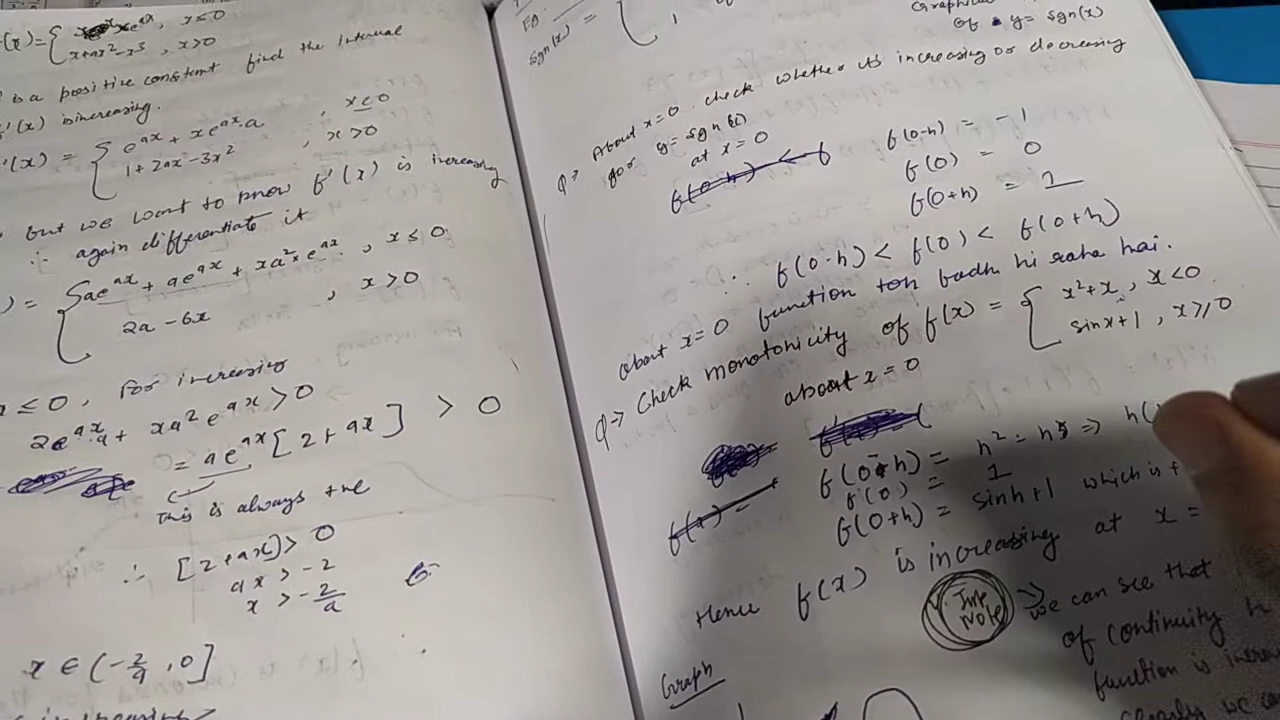 (x) = { xe^ax , x ≤ 0
x+ax²-x³ , x>0
is a positive constant find the interval
f'(x) is increasing.
'(x) = { e^ax + xe^ax.a , x<0
1 + 2ax - 3x² , x>0
but we want to know f'(x) is increasing
∴ again differentiate it
) = { ae^ax + ae^ax + xa²xe^ax , x ≤ 0
2a - 6x , x>0
x ≤ 0, for increasing
2e^ax a + xa²e^ax > 0
= ae^ax [2 + ax] > 0
This is always +ve
∴ [2+ax] > 0
ax > -2
x > -2/a
x ∈ (-2/a , 0]
sgn(x) = {
1
Graphical
of y = sgn(x)
Q→ About x=0 check whether its increasing or decreasing
for y = sgn(x)
at x = 0
f(0-h) = -1
f(0) = 0
f(0+h) = 1
∴ f(0-h) < f(0) < f(0+h)
about x=0 function toh badh hi raha hai.
Q→ Check monotonicity of f(x) = { x²+x , x<0
sinx+1 , x≥0
about x = 0
f(0-h) = h² - h ⇒ h(
f(0) = 1
f(0+h) = sinh+1 which is
Hence f(x) is increasing at x =
Imp Note ⇒ we can see that
of continuity
function is
we
Graph